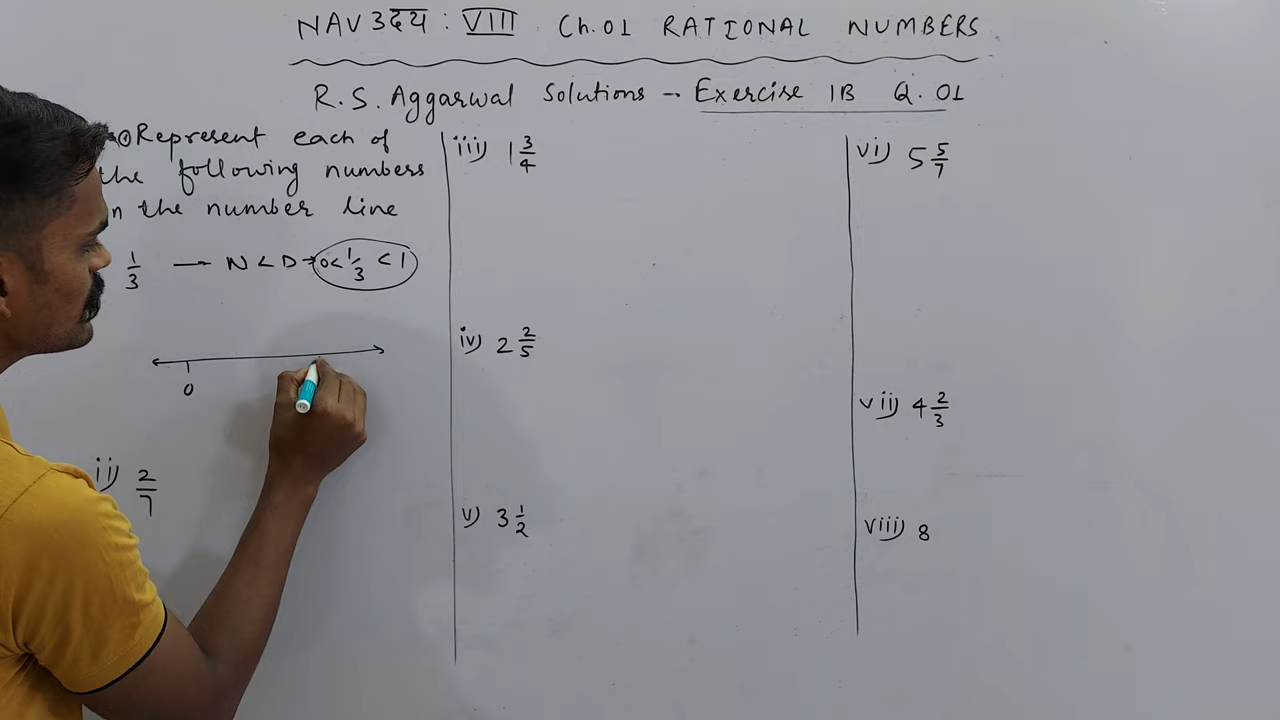 NAV उदय : VIII Ch.01 RATIONAL NUMBERS
R.S. Aggarwal Solutions - Exercise 1B Q. 01
Represent each of
the following numbers
n the number line
1/3 → N < D → 0 < 1/3 < 1
0
ii) 2/7
iii) 1 3/4
iv) 2 2/5
v) 3 1/2
vi) 5 5/7
vii) 4 2/3
viii) 8